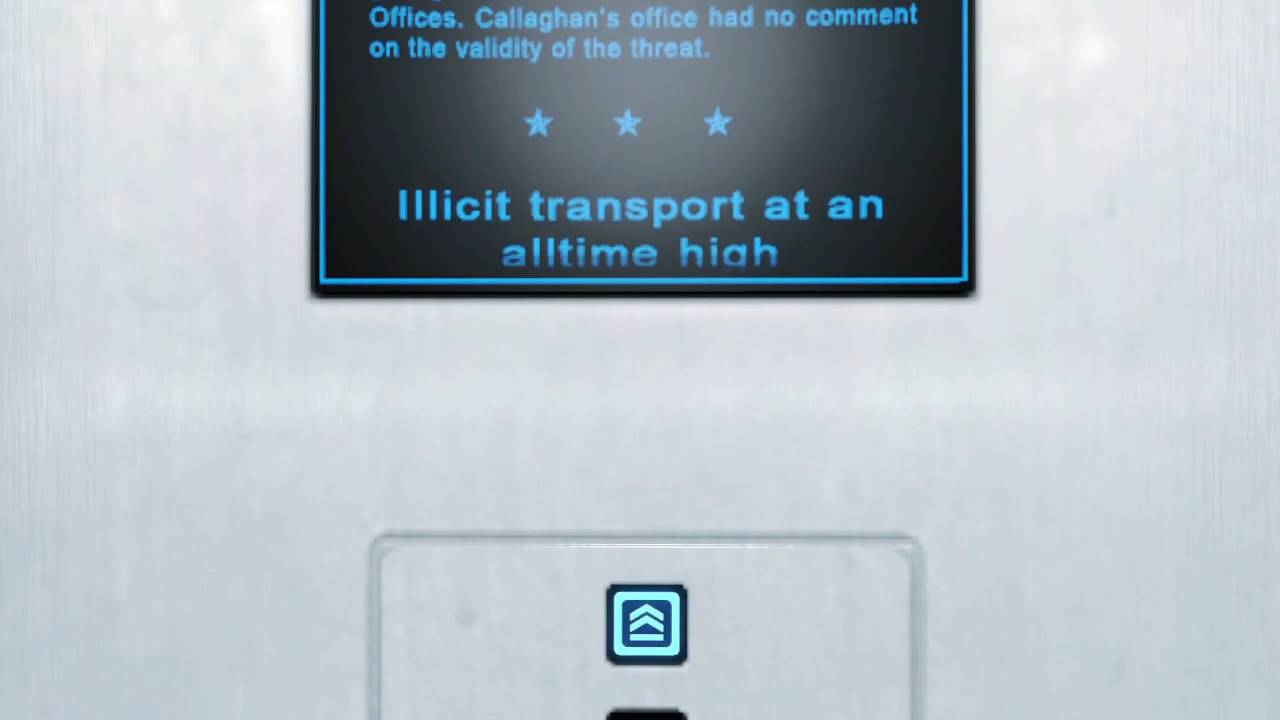 Offices. Callaghan's office had no comment
on the validity of the threat.
Illicit transport at an
alltime high